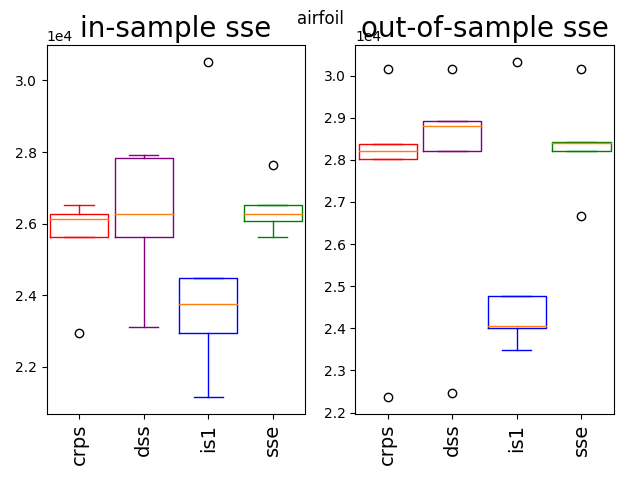 airfoil
in-sample sse
1e4
3.0
2.8
2.6
2.4
2.2
crps
dss
is1
sse
out-of-sample sse
1e4
3.0
2.9
2.8
2.7
2.6
2.5
2.4
2.3
2.2
crps
dss
is1
sse